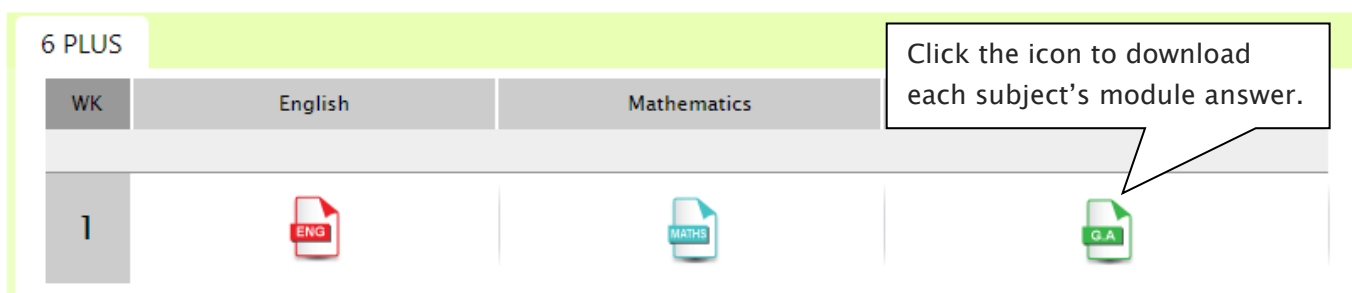 6 PLUS
Click the icon to download
each subject's module answer.
WK English Mathematics
1 ENG MATHS G.A